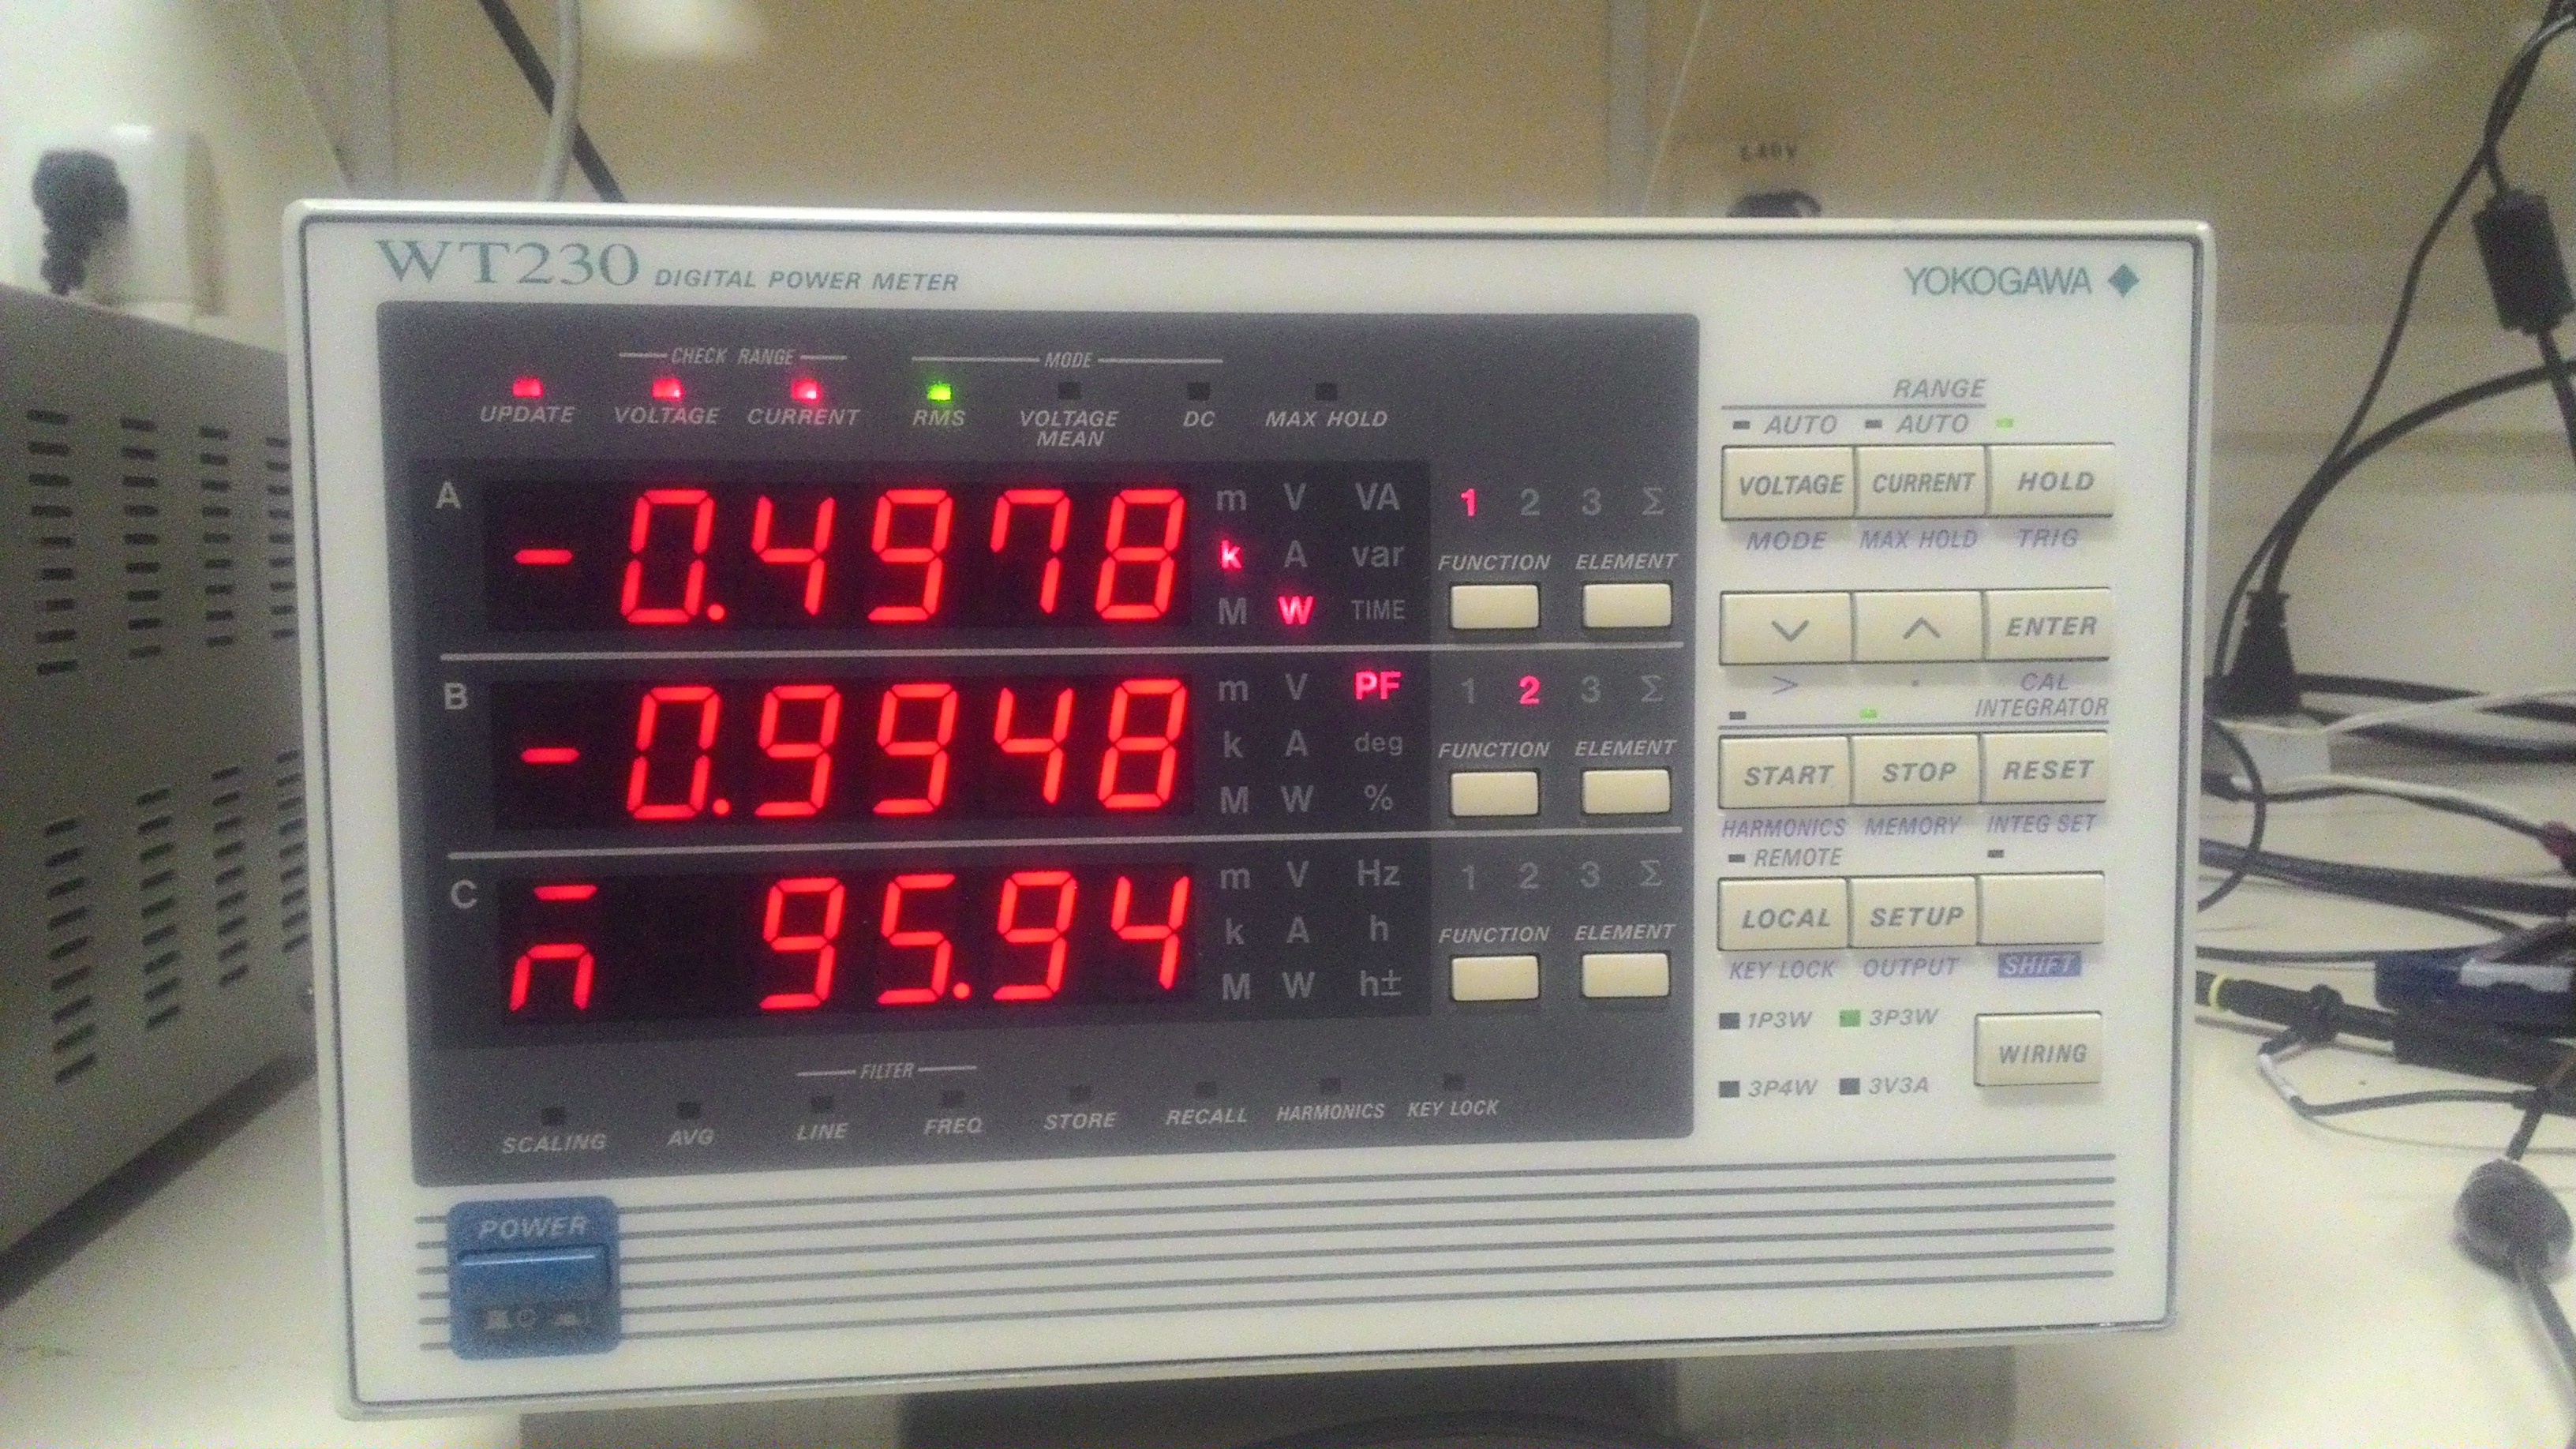 WT230 DIGITAL POWER METER
YOKOGAWA
CHECK RANGE
MODE
UPDATE VOLTAGE CURRENT RMS VOLTAGE MEAN DC MAX HOLD
A -0.4978
m V VA
k A var
M W TIME
1 2 3 Σ
FUNCTION ELEMENT
B -0.9948
m V PF
k A deg
M W %
1 2 3 Σ
FUNCTION ELEMENT
C 95.94
m V Hz
k A h
M W h±
1 2 3 Σ
FUNCTION ELEMENT
FILTER
SCALING AVG LINE FREQ STORE RECALL HARMONICS KEY LOCK
POWER
RANGE
AUTO AUTO
VOLTAGE CURRENT HOLD
MODE MAX HOLD TRIG
ENTER
CAL
INTEGRATOR
START STOP RESET
HARMONICS MEMORY INTEG SET
REMOTE
LOCAL SETUP
KEY LOCK OUTPUT SHIFT
1P3W 3P3W
WIRING
3P4W 3V3A